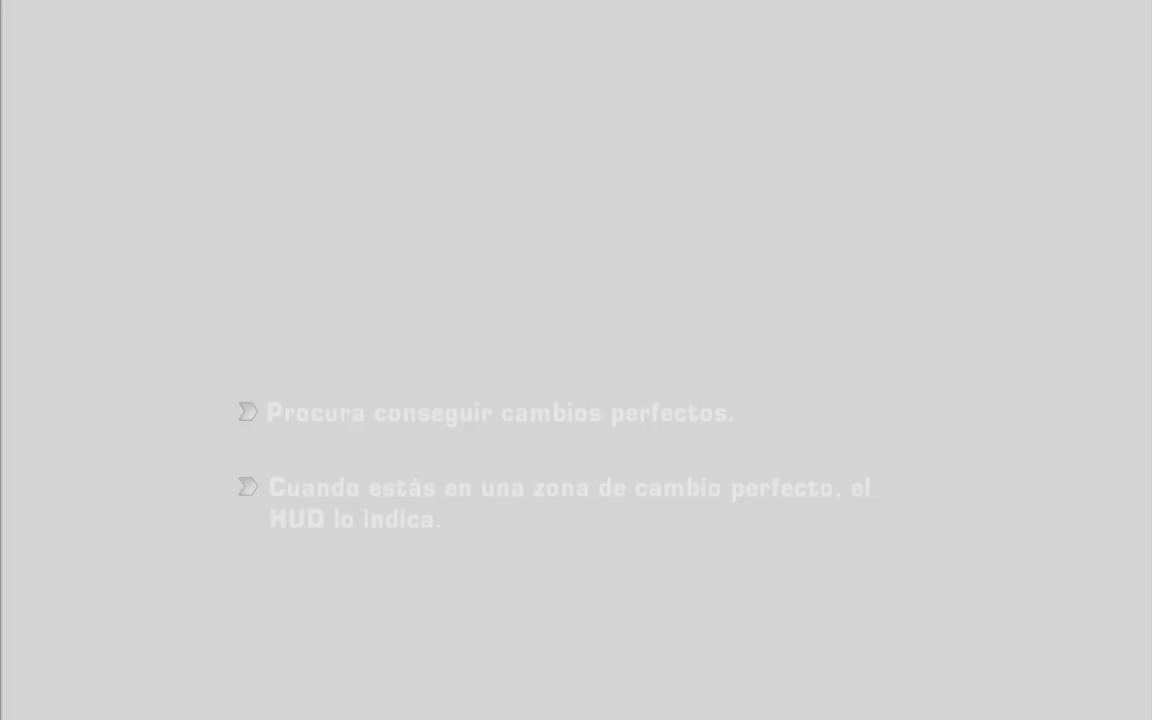 Procura conseguir cambios perfectos.
Cuando estás en una zona de cambio perfecto, el
HUD lo indica.